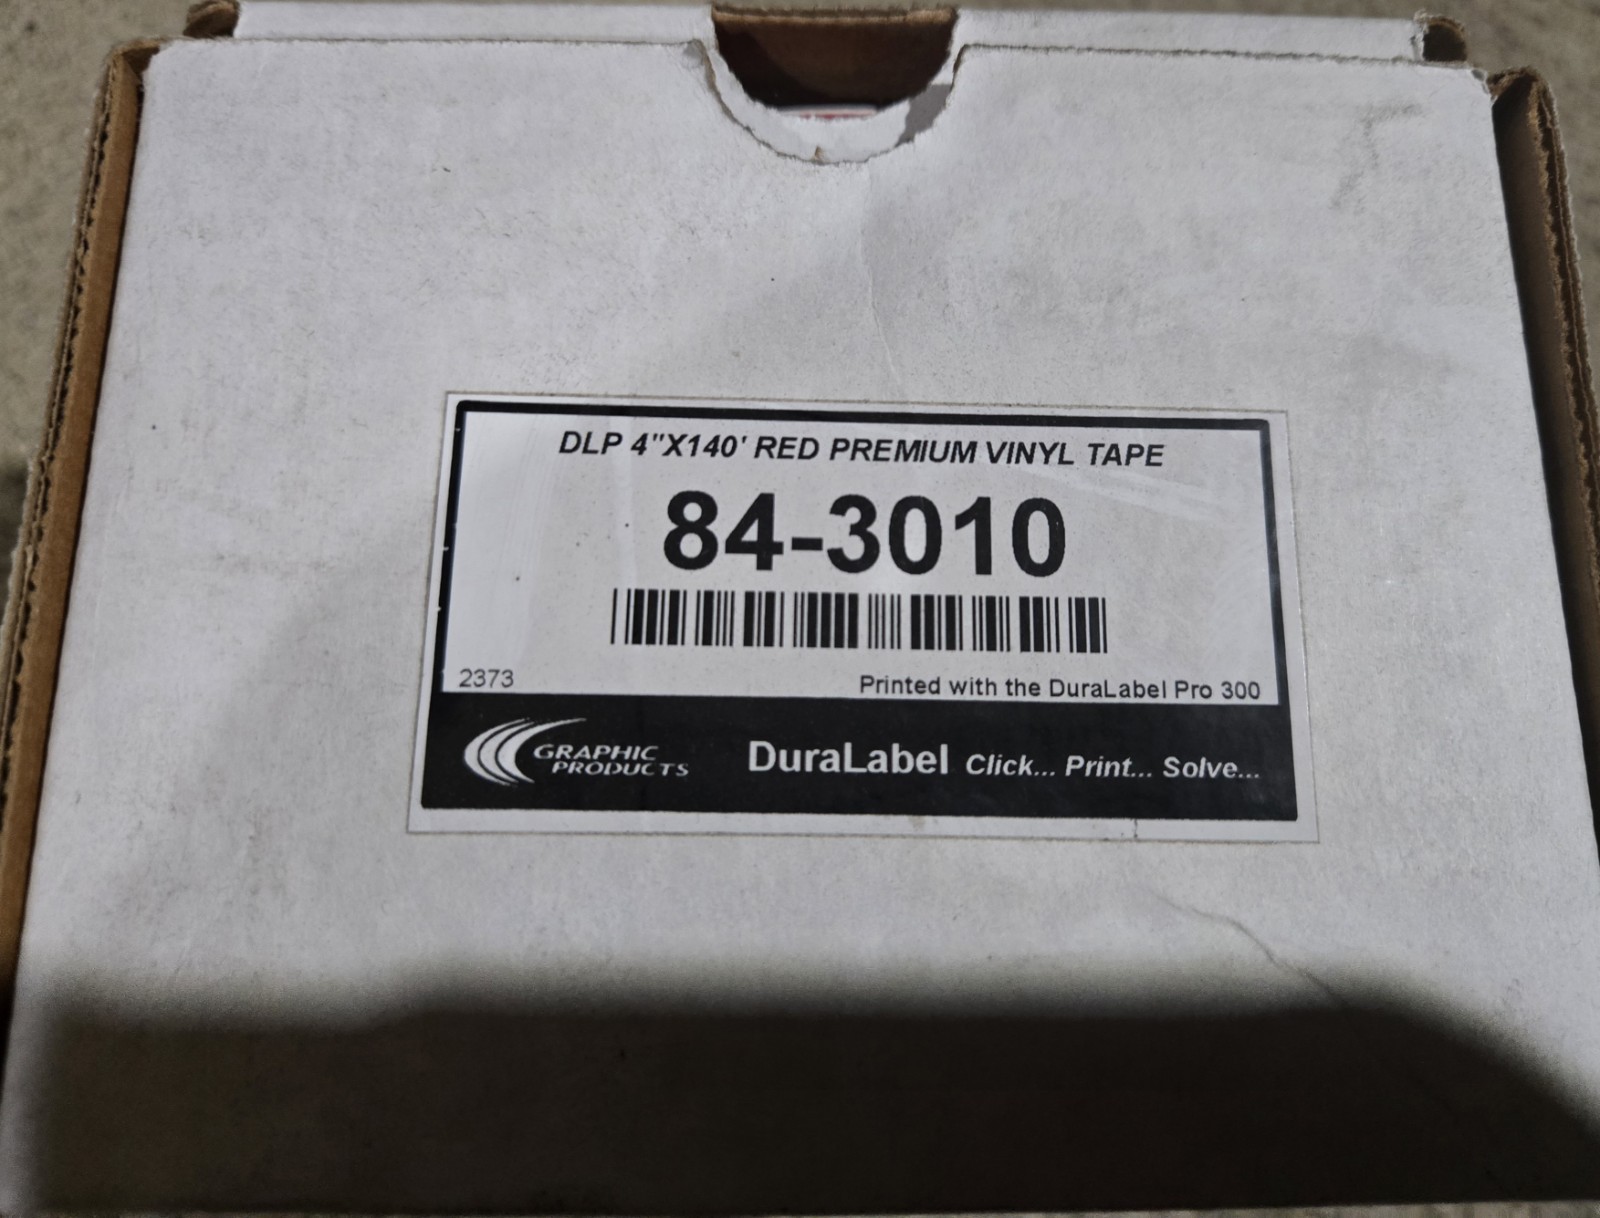 DLP 4"X140' RED PREMIUM VINYL TAPE
84-3010
2373
Printed with the DuraLabel Pro 300
GRAPHIC
PRODUCTS
DuraLabel Click... Print... Solve...